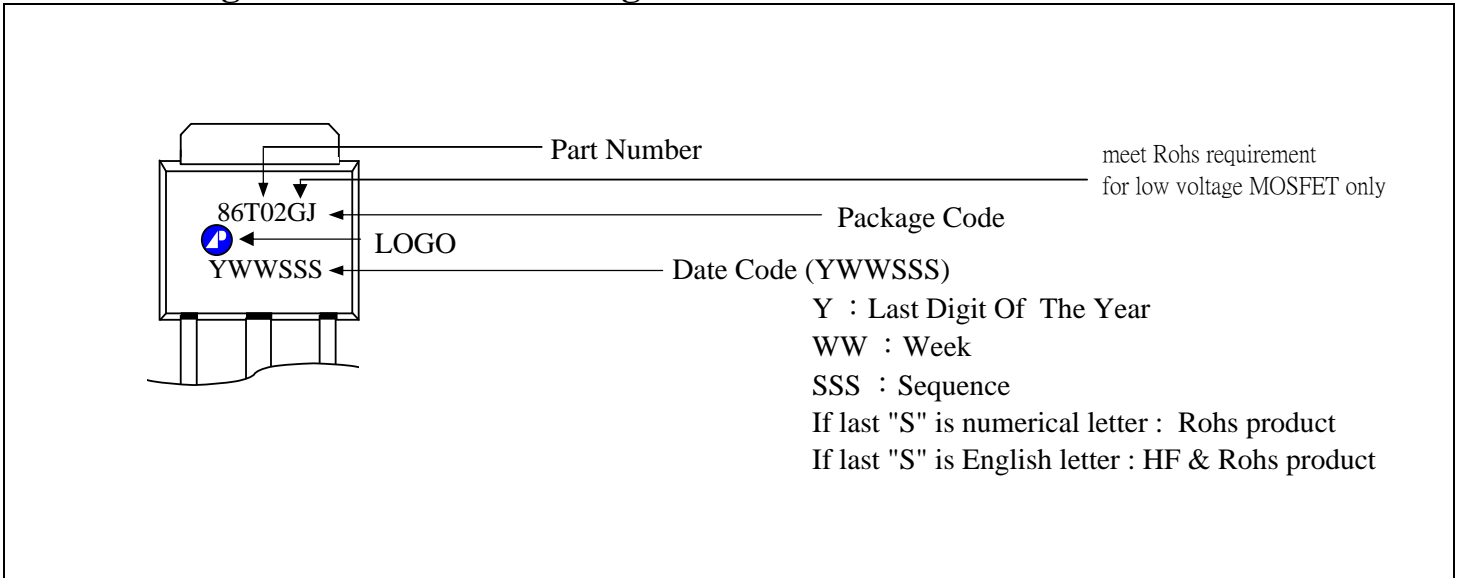 Part Number
meet Rohs requirement
for low voltage MOSFET only
86T02GJ
Package Code
LOGO
YWWSSS
Date Code (YWWSSS)
Y ：Last Digit Of The Year
WW ：Week
SSS ：Sequence
If last "S" is numerical letter : Rohs product
If last "S" is English letter : HF & Rohs product